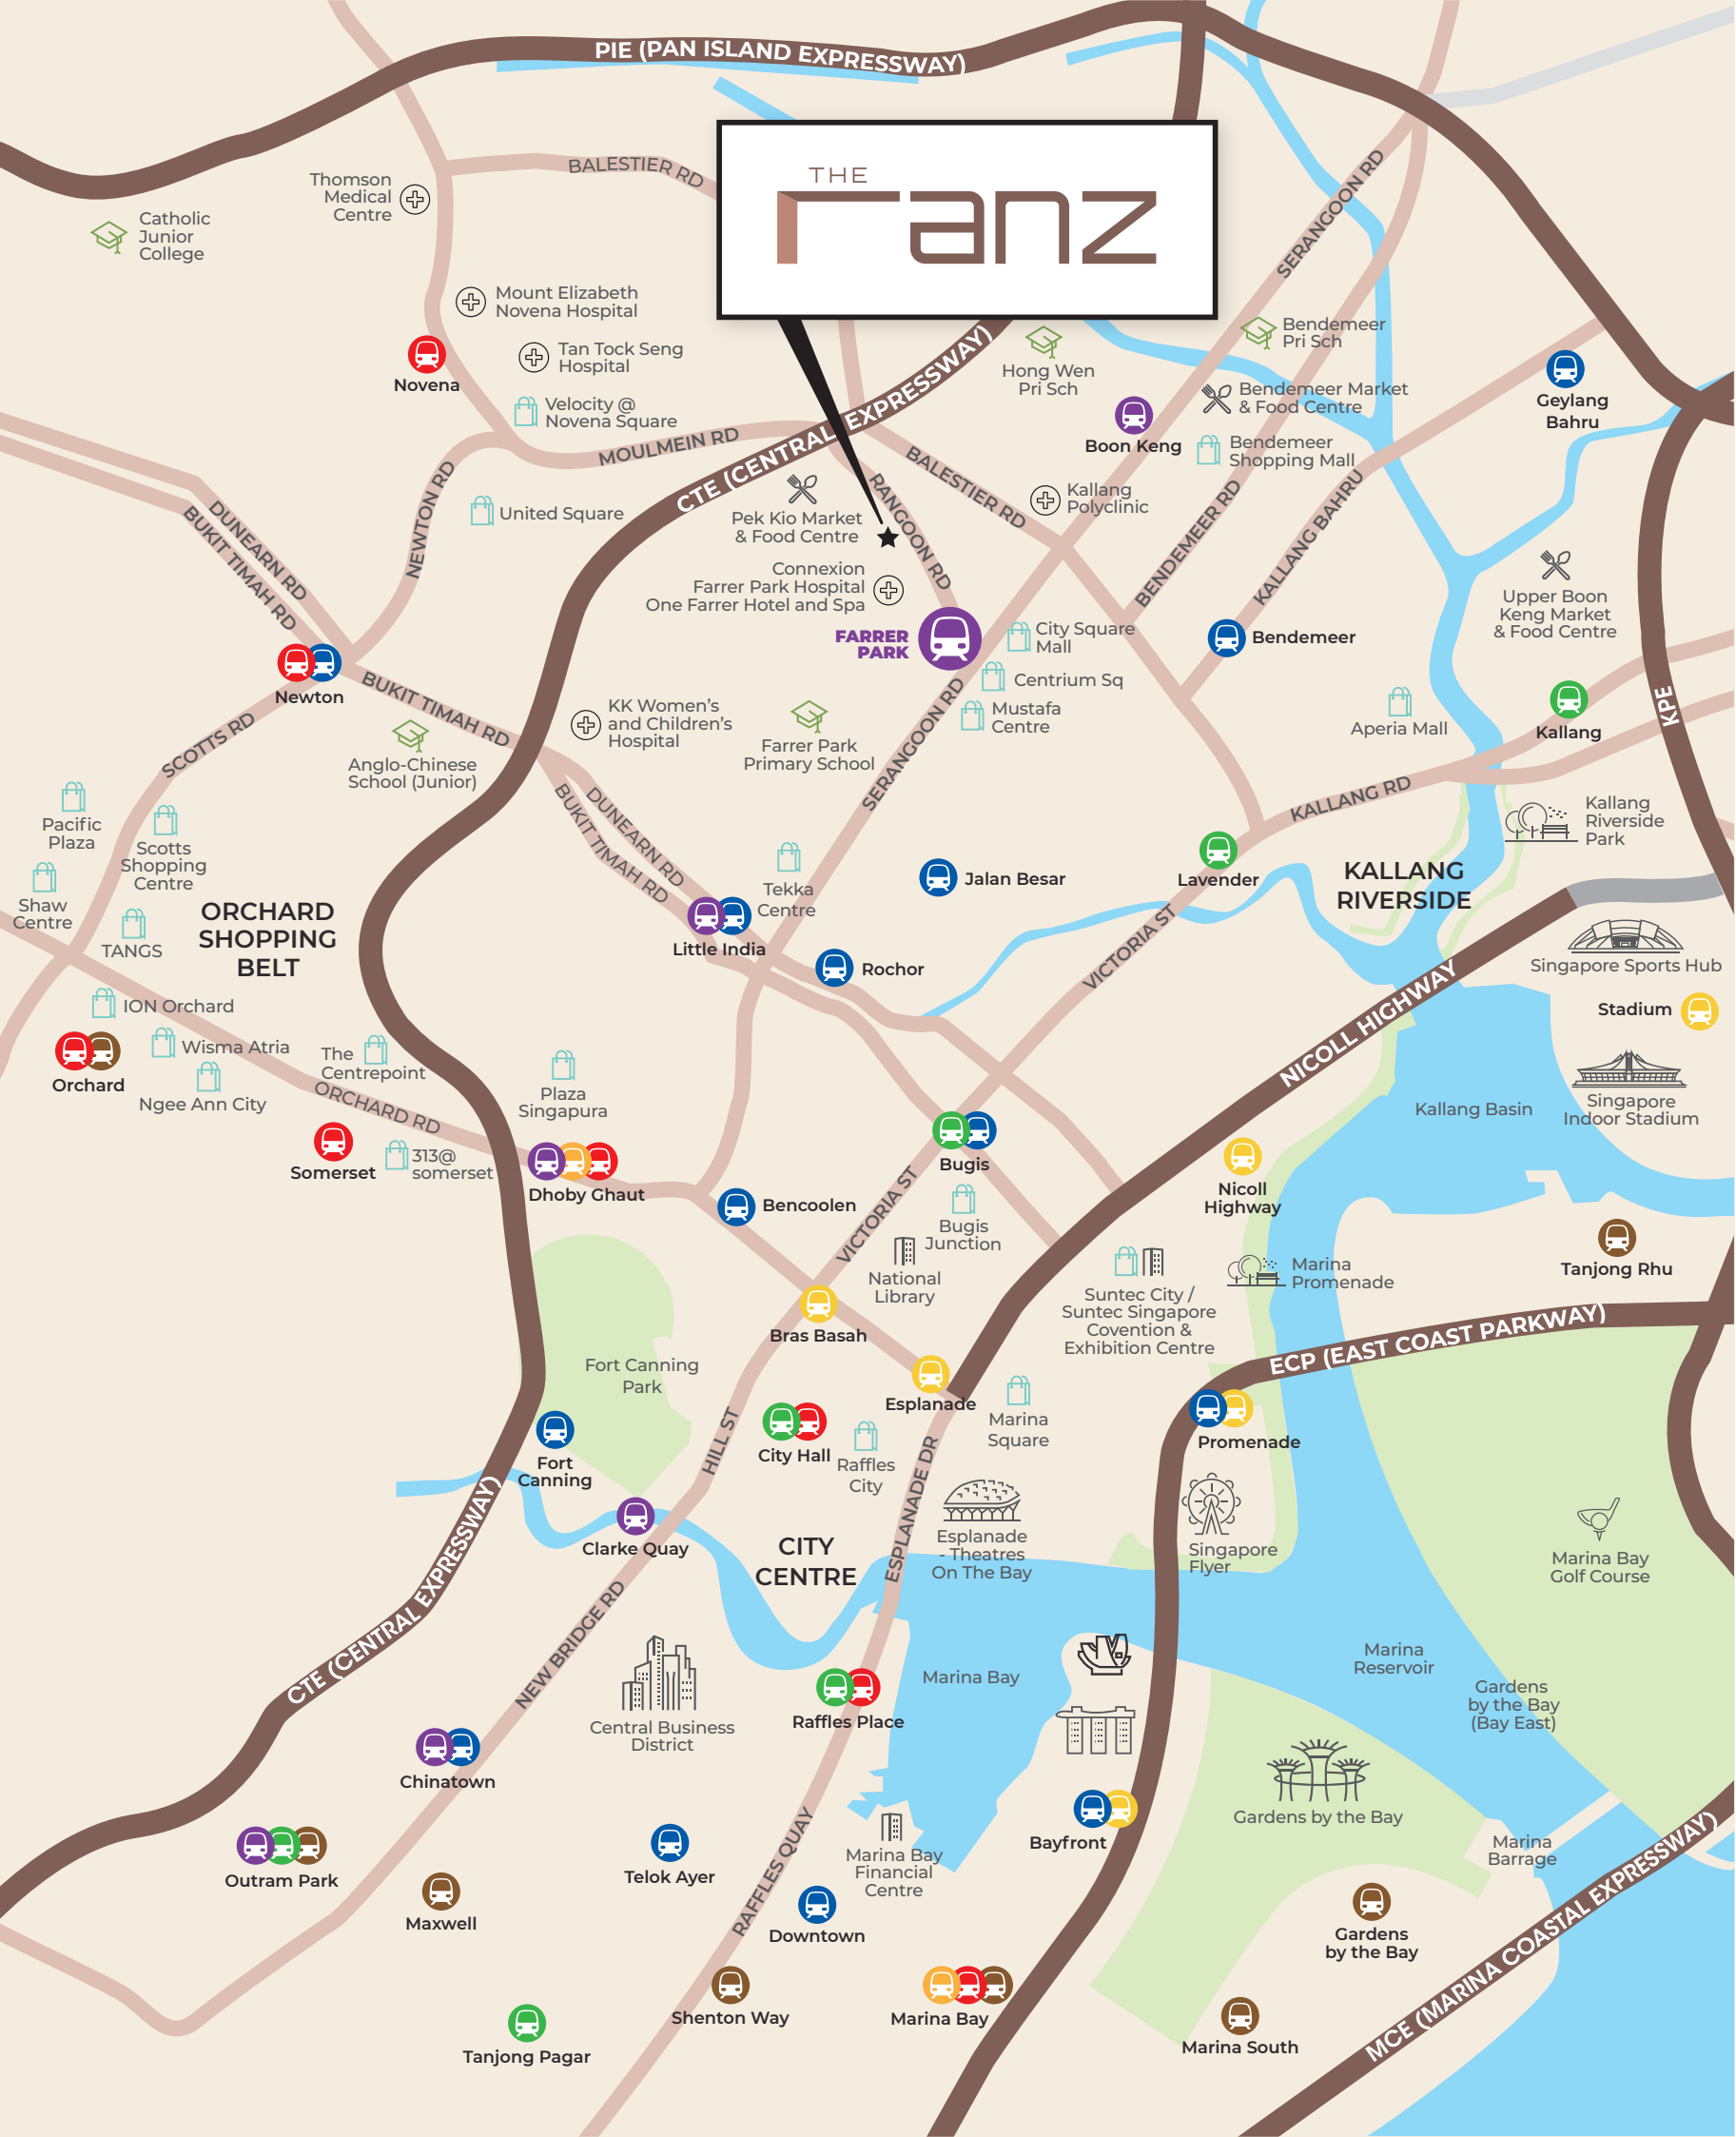 PIE (PAN ISLAND EXPRESSWAY)
THE
ranz
BALESTIER RD
SERANGOON RD
Thomson
Medical
Centre
Catholic
Junior
College
Mount Elizabeth
Novena Hospital
Novena
Tan Tock Seng
Hospital
Velocity @
Novena Square
MOULMEIN RD
CTE (CENTRAL EXPRESSWAY)
Hong Wen
Pri Sch
Bendemeer
Pri Sch
Bendemeer Market
& Food Centre
Boon Keng
Bendemeer
Shopping Mall
Geylang
Bahru
NEWTON RD
United Square
DUNEARN RD
BUKIT TIMAH RD
Pek Kio Market
& Food Centre
RANGOON RD
BALESTIER RD
Kallang
Polyclinic
BENDEMEER RD
KALLANG BAHRU
Connexion
Farrer Park Hospital
One Farrer Hotel and Spa
Upper Boon
Keng Market
& Food Centre
FARRER
PARK
City Square
Mall
Bendemeer
Centrium Sq
Mustafa
Centre
Newton
BUKIT TIMAH RD
SCOTTS RD
KK Women's
and Children's
Hospital
Farrer Park
Primary School
SERANGOON RD
Anglo-Chinese
School (Junior)
Aperia Mall
Kallang
KPE
KALLANG RD
Kallang
Riverside
Park
Pacific
Plaza
Scotts
Shopping
Centre
Shaw
Centre
TANGS
ORCHARD
SHOPPING
BELT
DUNEARN RD
BUKIT TIMAH RD
Tekka
Centre
Jalan Besar
Lavender
KALLANG
RIVERSIDE
Little India
Rochor
VICTORIA ST
NICOLL HIGHWAY
Singapore Sports Hub
Stadium
ION Orchard
Wisma Atria
Orchard
Ngee Ann City
The
Centrepoint
ORCHARD RD
Plaza
Singapura
Kallang Basin
Singapore
Indoor Stadium
Somerset
313@
somerset
Dhoby Ghaut
Bugis
Bencoolen
VICTORIA ST
Bugis
Junction
Nicoll
Highway
National
Library
Suntec City /
Suntec Singapore
Covention &
Exhibition Centre
Marina
Promenade
Tanjong Rhu
Bras Basah
ECP (EAST COAST PARKWAY)
Fort Canning
Park
Esplanade
Marina
Square
Promenade
HILL ST
City Hall
Raffles
City
ESPLANADE DR
Fort
Canning
Clarke Quay
CITY
CENTRE
Esplanade
- Theatres
On The Bay
Singapore
Flyer
Marina Bay
Golf Course
CTE (CENTRAL EXPRESSWAY)
NEW BRIDGE RD
Central Business
District
Raffles Place
Marina Bay
Marina
Reservoir
Gardens
by the Bay
(Bay East)
Chinatown
Bayfront
Gardens by the Bay
Marina
Barrage
Outram Park
Maxwell
Telok Ayer
RAFFLES QUAY
Marina Bay
Financial
Centre
Downtown
Gardens
by the Bay
MCE (MARINA COASTAL EXPRESSWAY)
Shenton Way
Marina Bay
Marina South
Tanjong Pagar